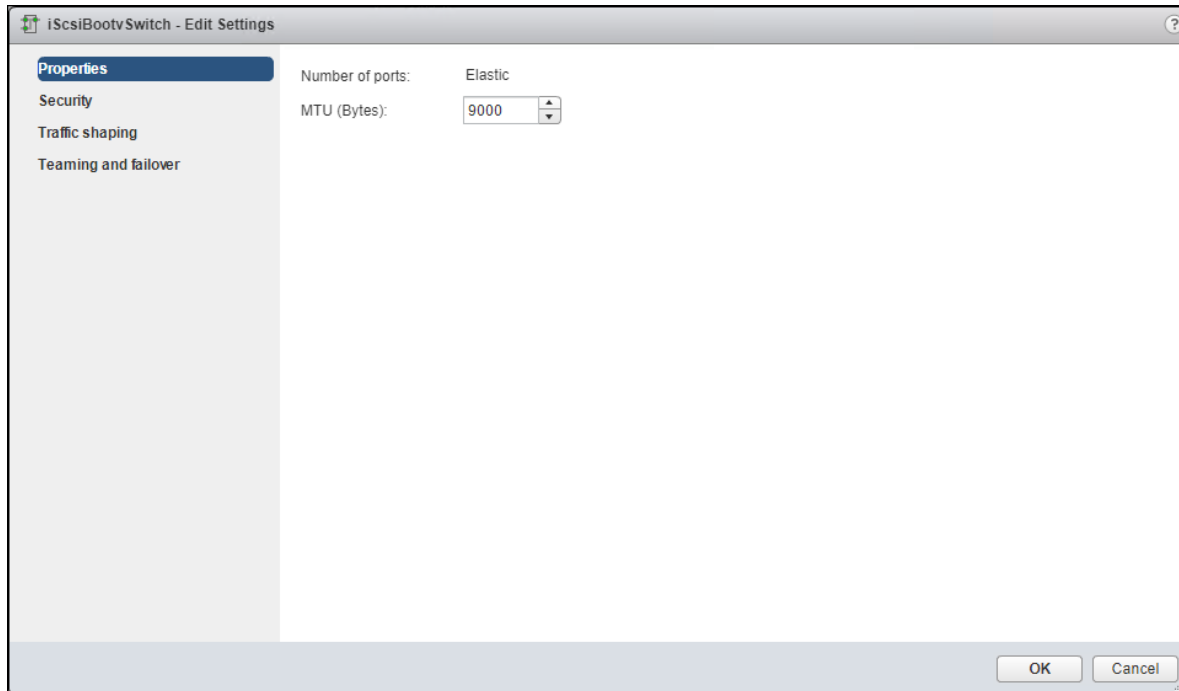 iScsiBootvSwitch - Edit Settings
?
Properties
Security
Traffic shaping
Teaming and failover
Number of ports: Elastic
MTU (Bytes): 9000
OK Cancel